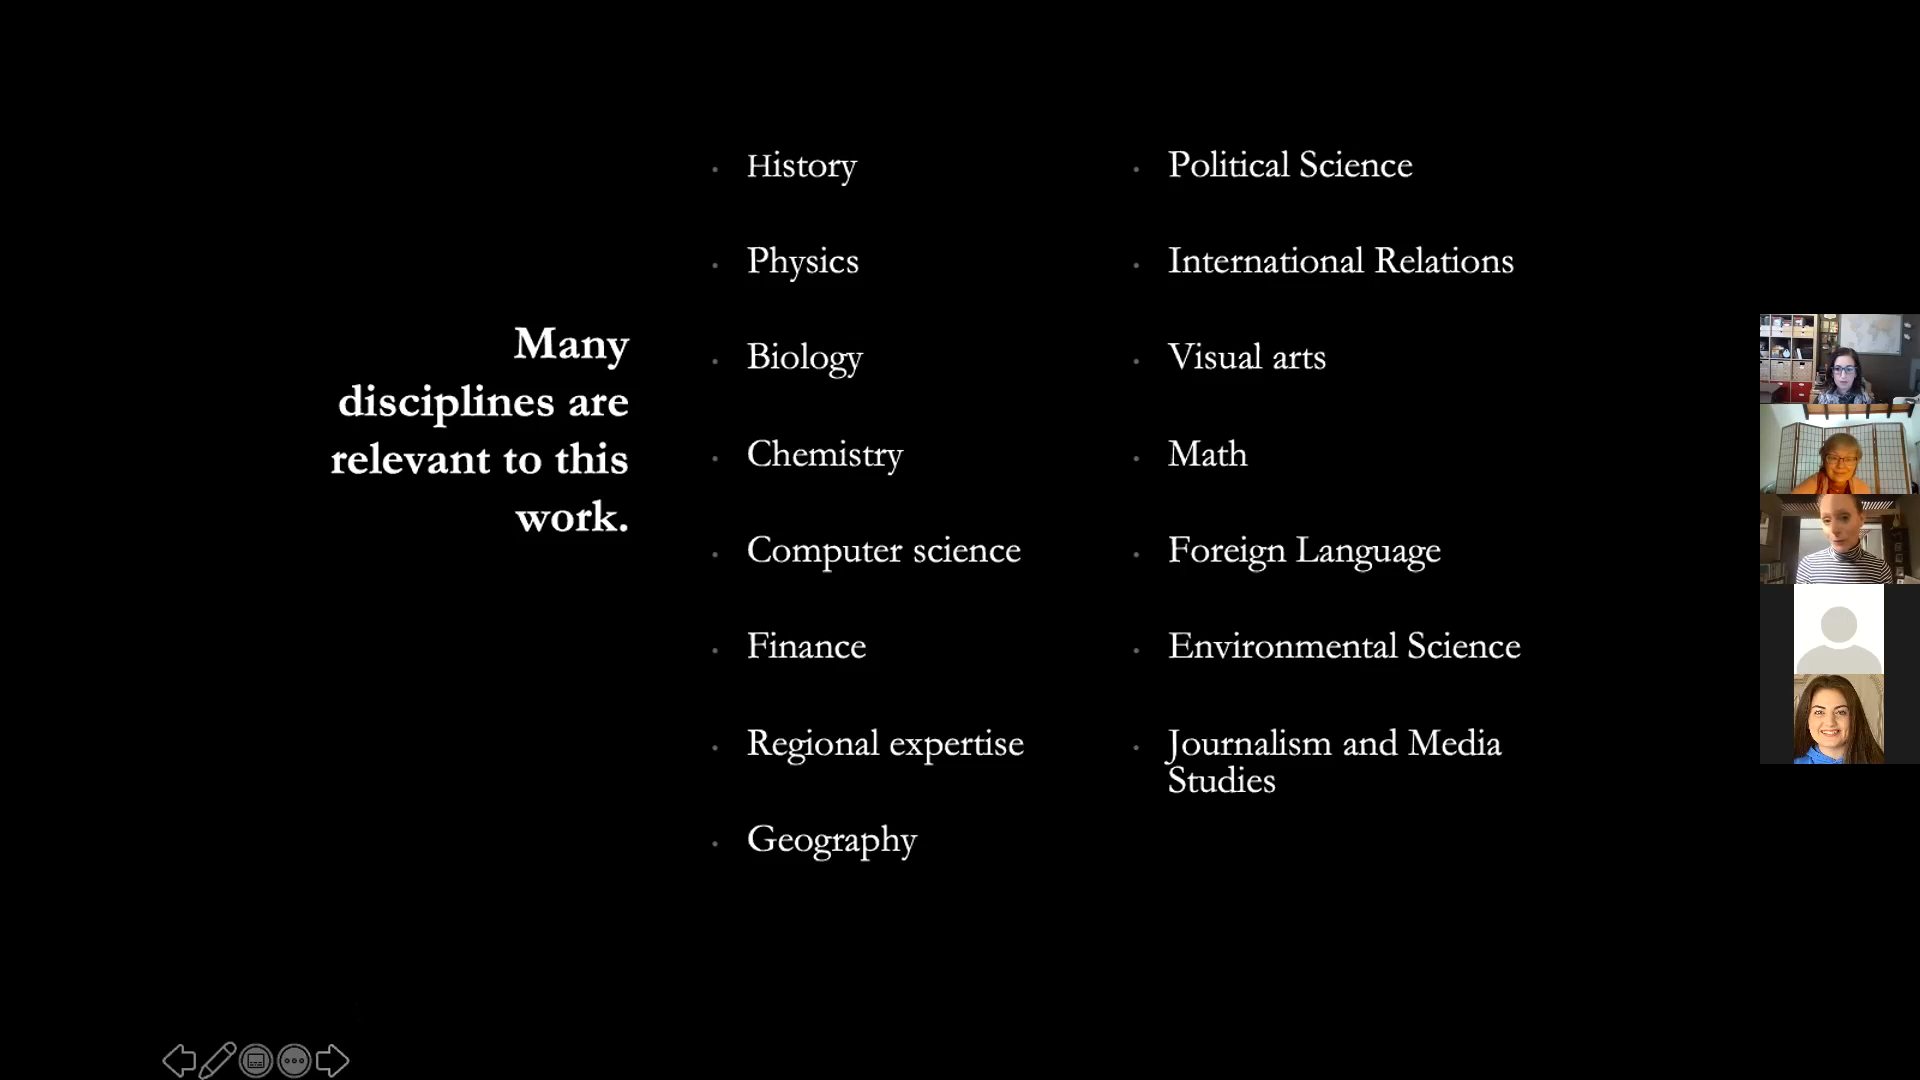 Many
disciplines are
relevant to this
work.
History
Physics
Biology
Chemistry
Computer science
Finance
Regional expertise
Geography
Political Science
International Relations
Visual arts
Math
Foreign Language
Environmental Science
Journalism and Media
Studies